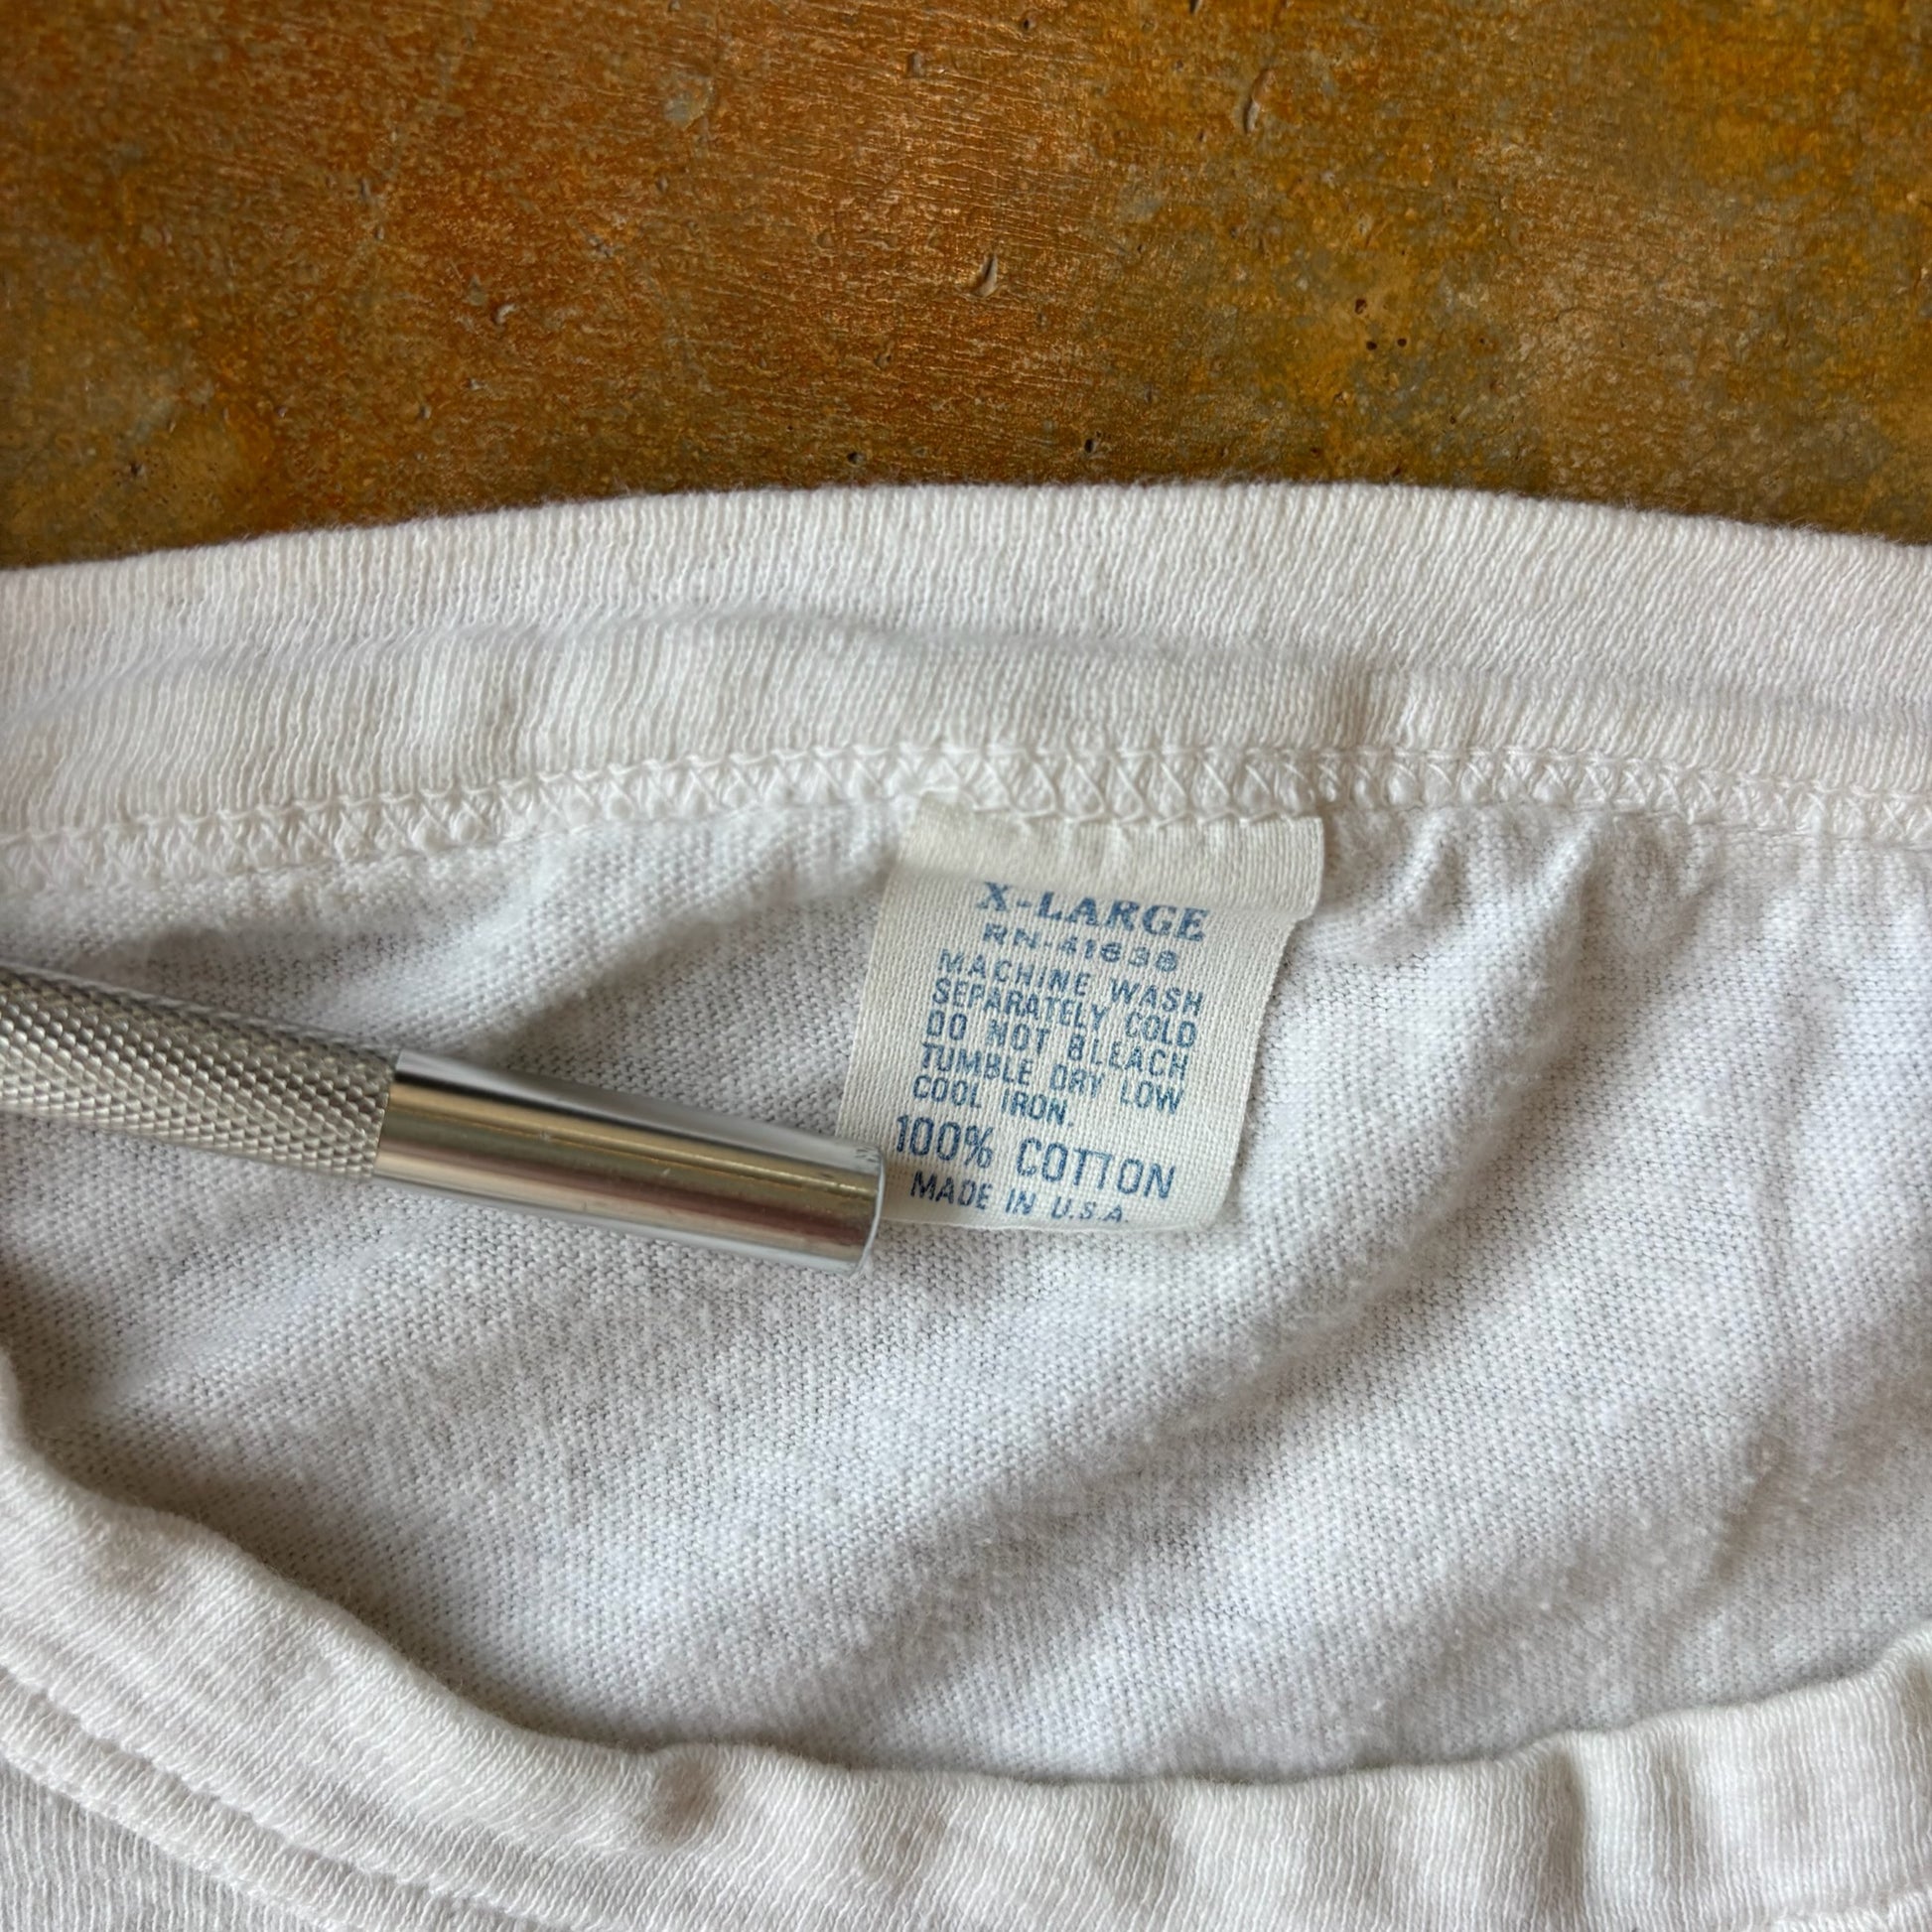 X-LARGE
RN-41638
MACHINE WASH
SEPARATELY COLD
DO NOT BLEACH
TUMBLE DRY LOW
COOL IRON.
100% COTTON
MADE IN U.S.A.